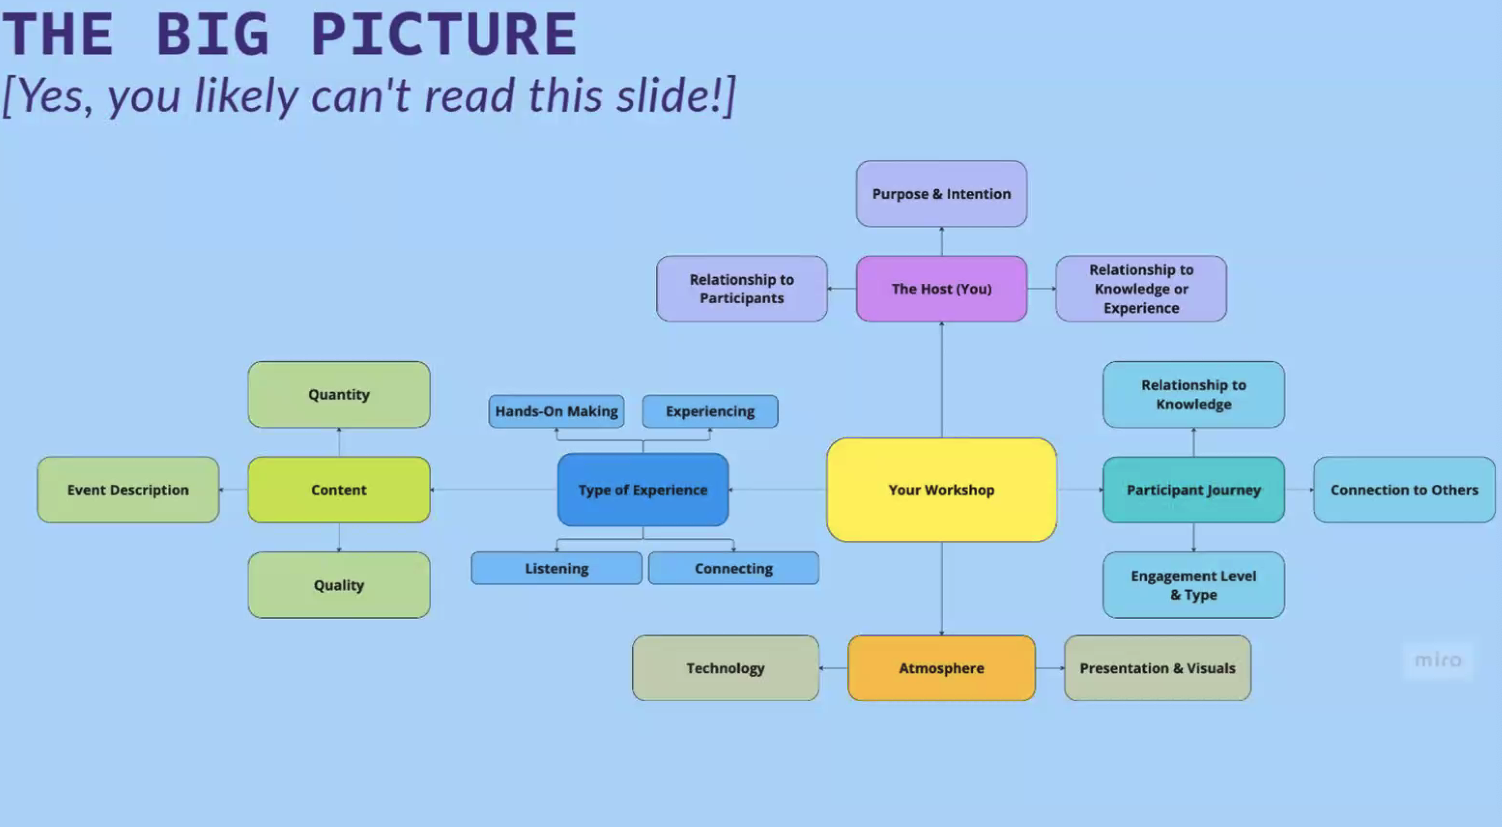 THE BIG PICTURE
[Yes, you likely can't read this slide!]
Purpose & Intention
Relationship to
Participants
The Host (You)
Relationship to
Knowledge or
Experience
Quantity
Hands-On Making
Experiencing
Relationship to
Knowledge
Event Description
Content
Type of Experience
Your Workshop
Participant Journey
Connection to Others
Quality
Listening
Connecting
Engagement Level
& Type
Technology
Atmosphere
Presentation & Visuals
miro